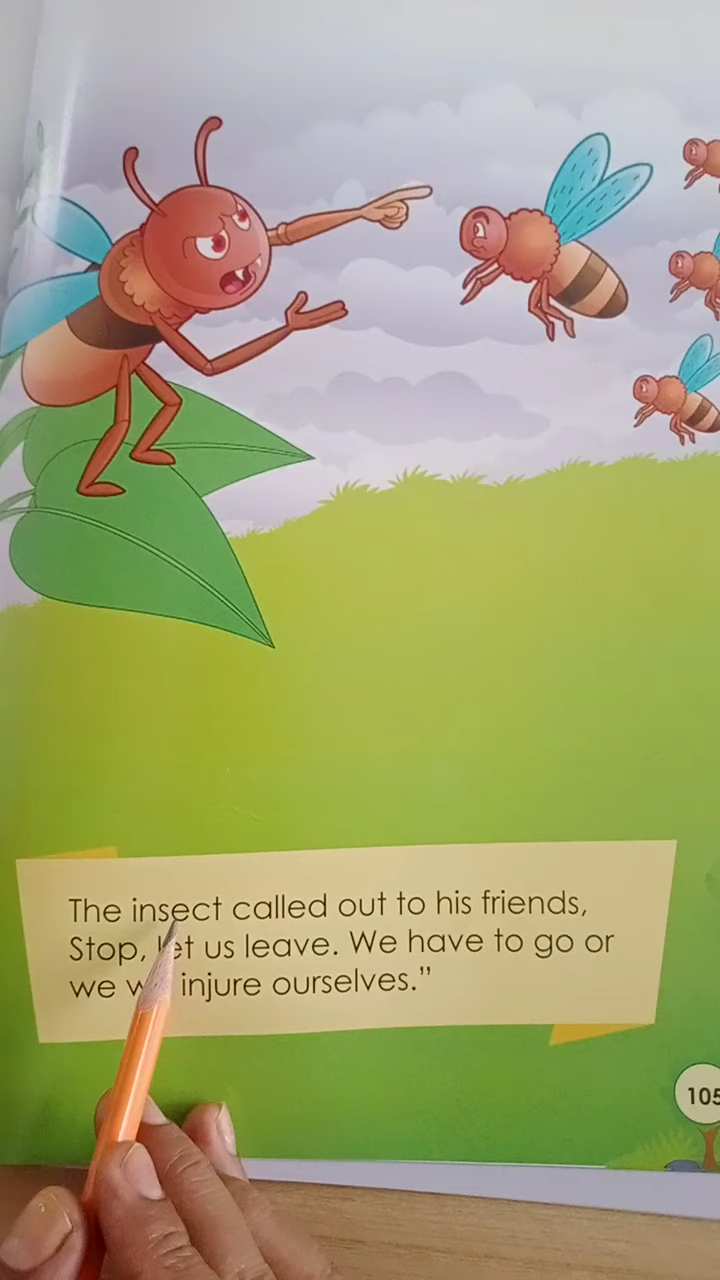 The insect called out to his friends,
Stop, let us leave. We have to go or
we injure ourselves.”
105